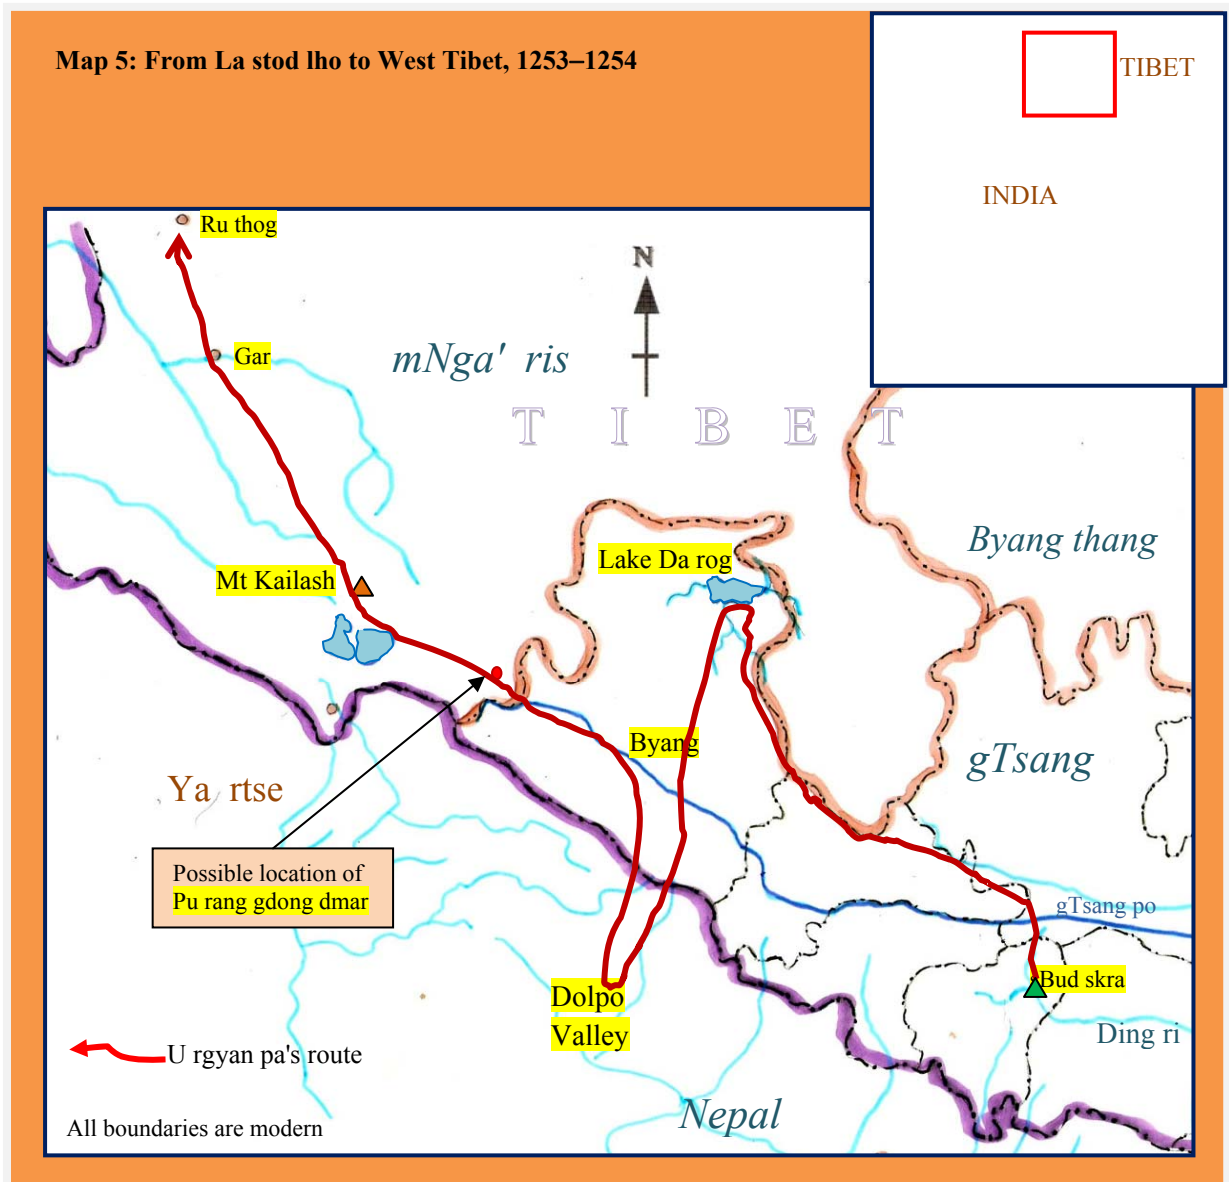 Map 5: From La stod lho to West Tibet, 1253–1254
TIBET
INDIA
Ru thog
N
Gar
mNga' ris
T I B E T
Byang thang
Lake Da rog
Mt Kailash
Byang
gTsang
Ya rtse
Possible location of
Pu rang gdong dmar
gTsang po
Bud skra
Dolpo
Valley
Ding ri
U rgyan pa's route
Nepal
All boundaries are modern